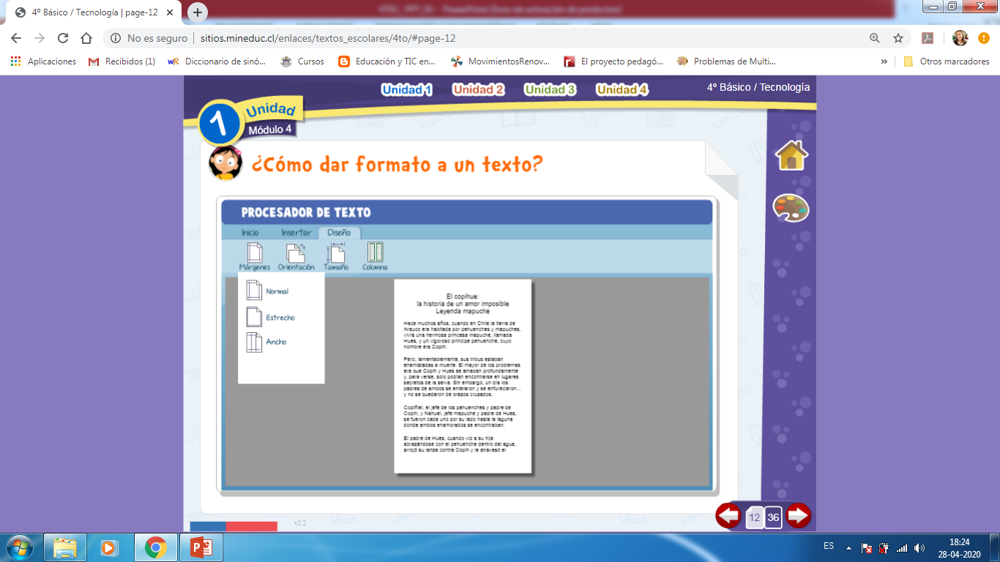 4TEC_PPT_S5 - PowerPoint (Error de activación de productos)
4º Básico / Tecnología | page-12
No es seguro | sitios.mineduc.cl/enlaces/textos_escolares/4to/#page-12
Aplicaciones
Recibidos (1)
Diccionario de sinó...
Cursos
Educación y TIC en...
MovimientosRenov...
El proyecto pedagó...
Problemas de Multi...
»
Otros marcadores
Unidad 1
Unidad 2
Unidad 3
Unidad 4
4º Básico / Tecnología
1
Unidad
Módulo 4
¿Cómo dar formato a un texto?
PROCESADOR DE TEXTO
Inicio
Insertar
Diseño
Márgenes
Orientación
Tamaño
Columna
Normal
Estrecho
Ancho
El copihue:
la historia de un amor imposible
Leyenda mapuche
Hace muchos años, cuando en Chile la tierra de
Arauco era habitada por pehuenches y mapuches,
vivía una hermosa princesa mapuche, llamada
Hues, y un vigoroso príncipe pehuenche, cuyo
nombre era Copih.
Pero, lamentablemente, sus tribus estaban
enemistadas a muerte. El mayor de los problemas
era que Copih y Hues se amaban profundamente
y, para verse, solo podían encontrarse en lugares
secretos de la selva. Sin embargo, un día los
padres de ambos se enteraron y se enfurecieron...
y no se quedaron de brazos cruzados.
Copiñiel, el jefe de los pehuenches y padre de
Copih, y Nahuel, jefe mapuche y padre de Hues,
se fueron cada uno por su lado hasta la laguna
donde ambos enamorados se encontraban.
El padre de Hues, cuando vio a su hija
abrazándose con el pehuenche dentro del agua,
arrojó su lanza contra Copih y le atravesó el
12
36
v2.2
ES
18:24
28-04-2020